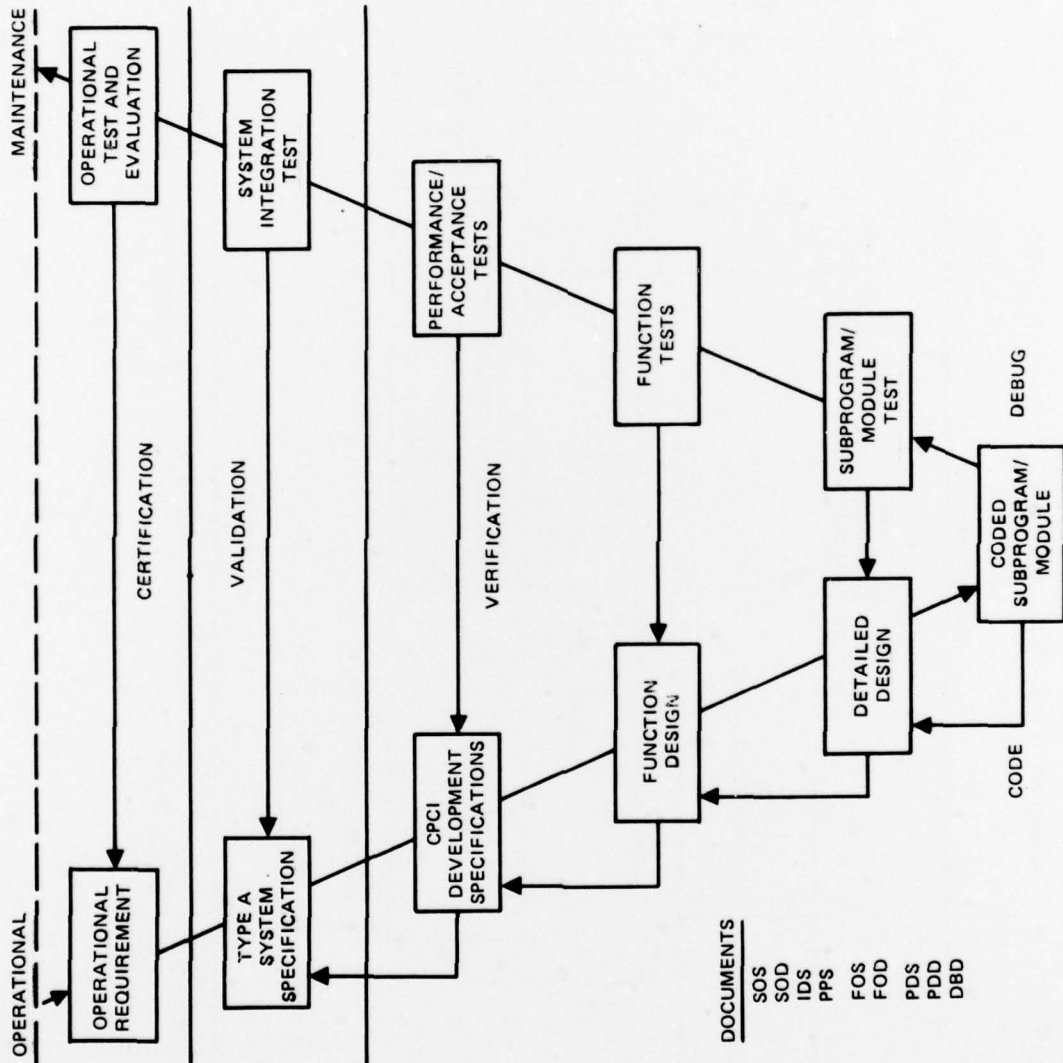 OPERATIONAL
MAINTENANCE
OPERATIONAL
REQUIREMENT
OPERATIONAL
TEST AND
EVALUATION
CERTIFICATION
TYPE A
SYSTEM
SPECIFICATION
VALIDATION
SYSTEM
INTEGRATION
TEST
CPCI
DEVELOPMENT
SPECIFICATIONS
VERIFICATION
PERFORMANCE/
ACCEPTANCE
TESTS
FUNCTION
DESIGN
FUNCTION
TESTS
DETAILED
DESIGN
SUBPROGRAM/
MODULE
TEST
CODE
CODED
SUBPROGRAM/
MODULE
DEBUG
DOCUMENTS
SOS
SOD
IDS
PPS
FOS
FOD
PDS
PDD
DBD